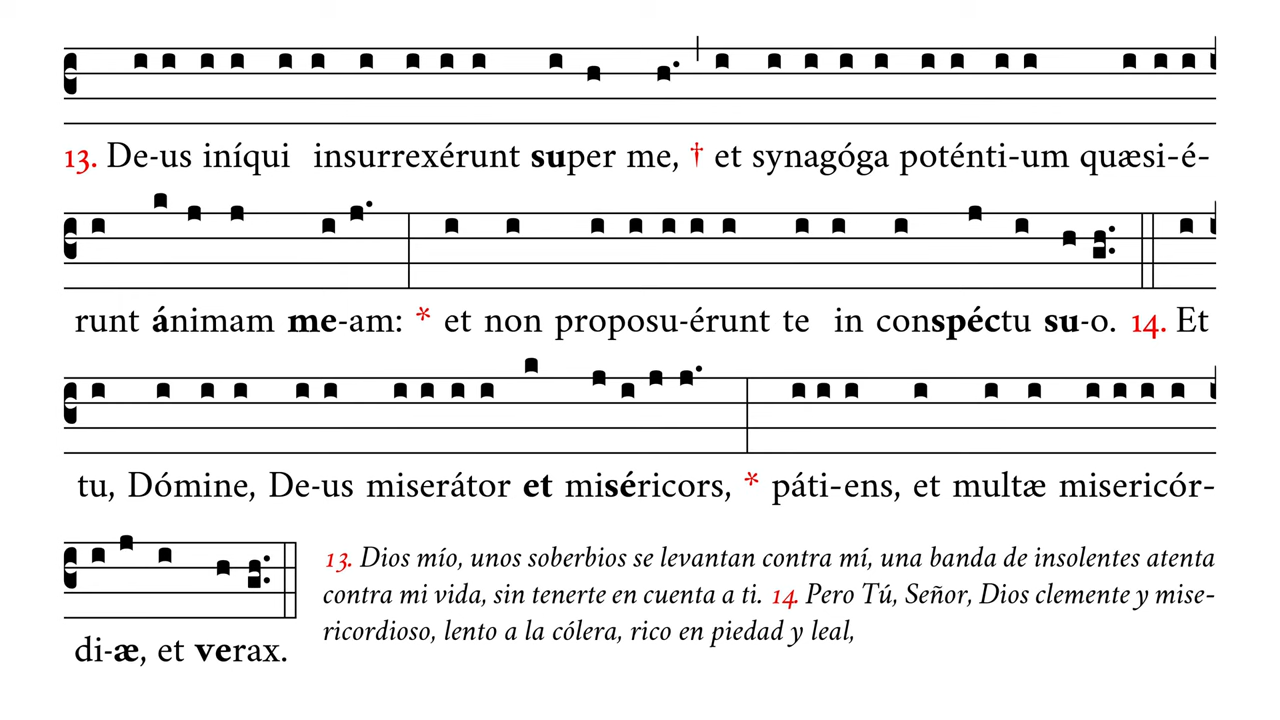 13. De-us iníqui insurrexérunt super me, † et synagóga poténti-um quæsi-é-
runt ánimam me-am: * et non proposu-érunt te in conspéctu su-o. 14. Et
tu, Dómine, De-us miserátor et miséricors, * páti-ens, et multæ misericór-
di-æ, et verax.
13. Dios mío, unos soberbios se levantan contra mí, una banda de insolentes atenta
contra mi vida, sin tenerte en cuenta a ti. 14. Pero Tú, Señor, Dios clemente y mise-
ricordioso, lento a la cólera, rico en piedad y leal,